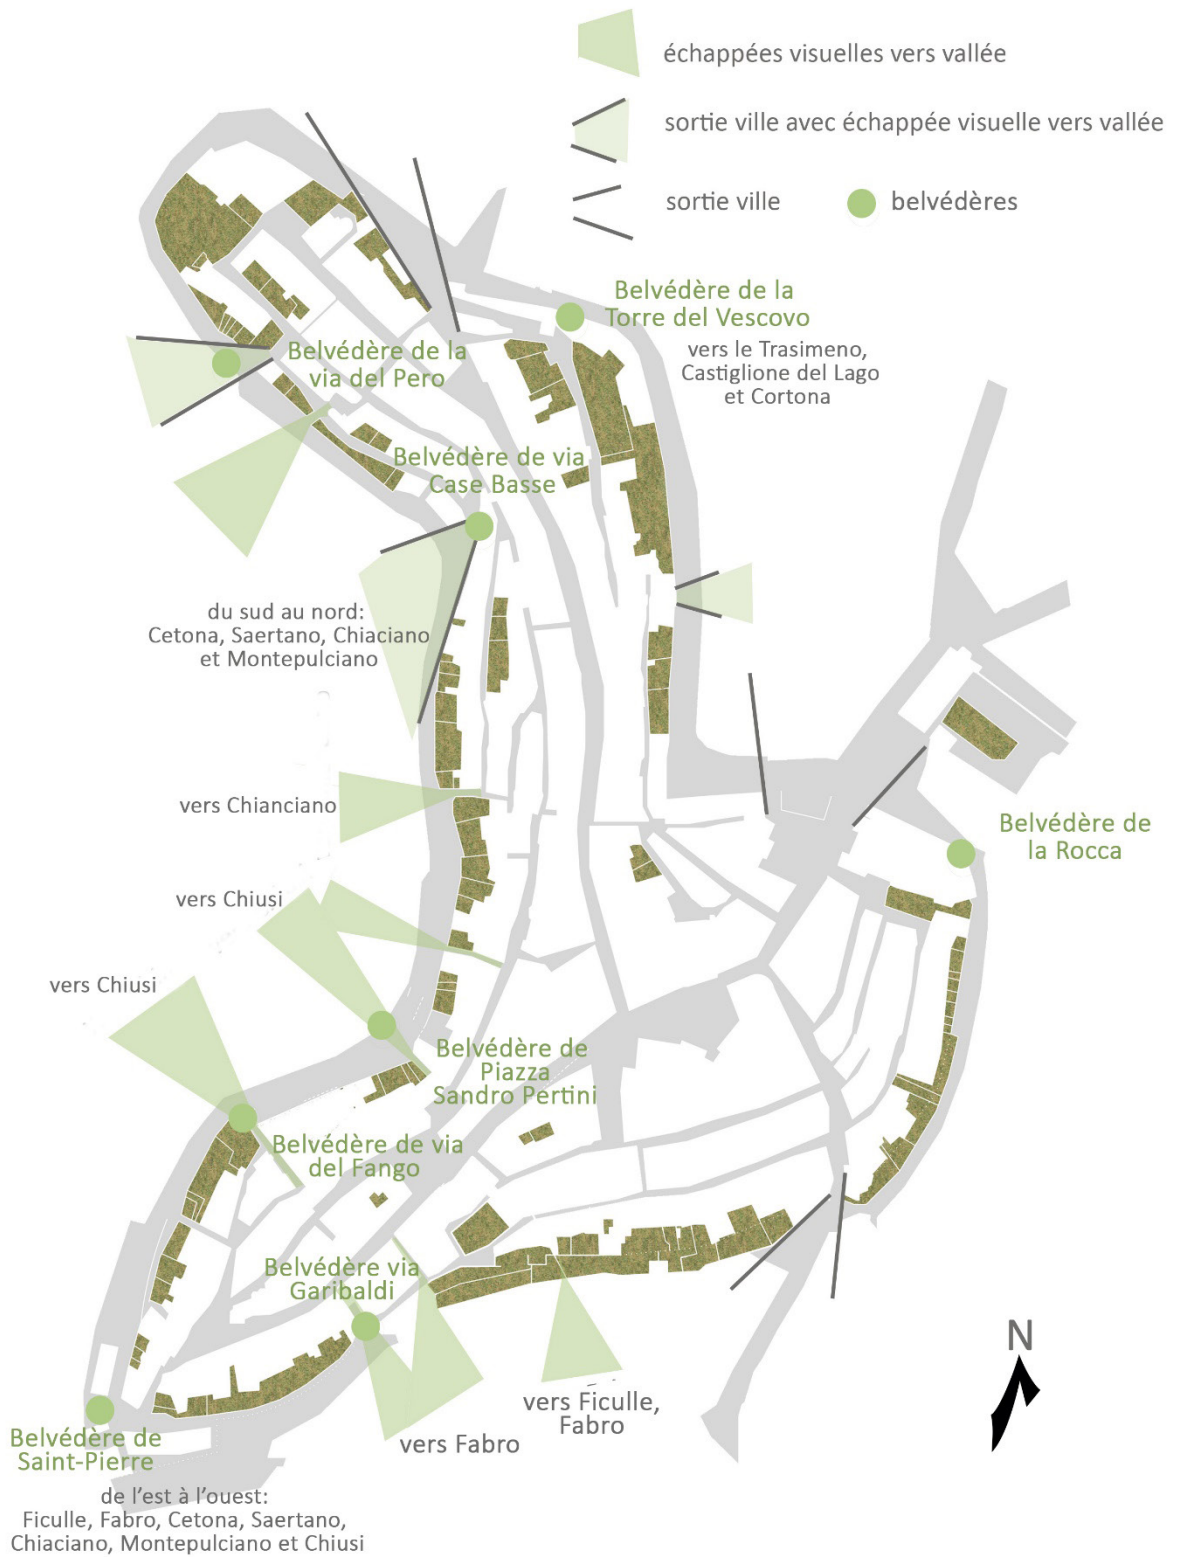 échappées visuelles vers vallée
sortie ville avec échappée visuelle vers vallée
sortie ville
belvédères
Belvédère de la
Torre del Vescovo
vers le Trasimeno,
Castiglione del Lago
et Cortona
Belvédère de la
via del Pero
Belvédère de via
Case Basse
du sud au nord:
Cetona, Saertano, Chiaciano
et Montepulciano
vers Chianciano
Belvédère de
la Rocca
vers Chiusi
vers Chiusi
Belvédère de
Piazza
Sandro Pertini
Belvédère de via
del Fango
Belvédère via
Garibaldi
N
vers Ficulle,
Fabro
vers Fabro
Belvédère de
Saint-Pierre
de l'est à l'ouest:
Ficulle, Fabro, Cetona, Saertano,
Chiaciano, Montepulciano et Chiusi